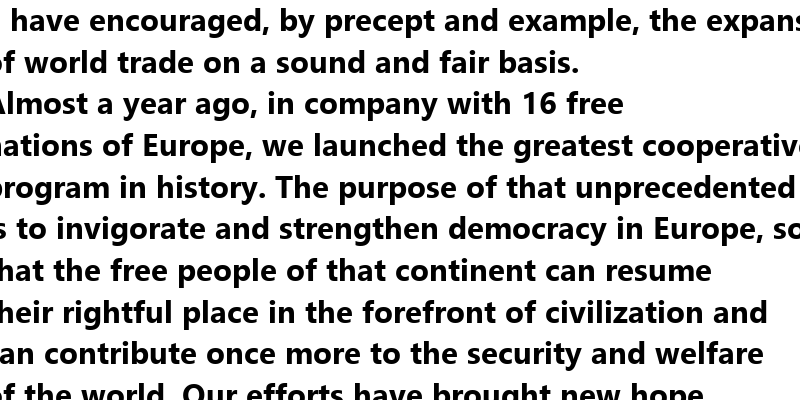 have encouraged, by precept and example, the expans
of world trade on a sound and fair basis.
Almost a year ago, in company with 16 free
nations of Europe, we launched the greatest cooperative
program in history. The purpose of that unprecedented
s to invigorate and strengthen democracy in Europe, so
hat the free people of that continent can resume
heir rightful place in the forefront of civilization and
an contribute once more to the security and welfare
of the world. Our efforts have brought new hope